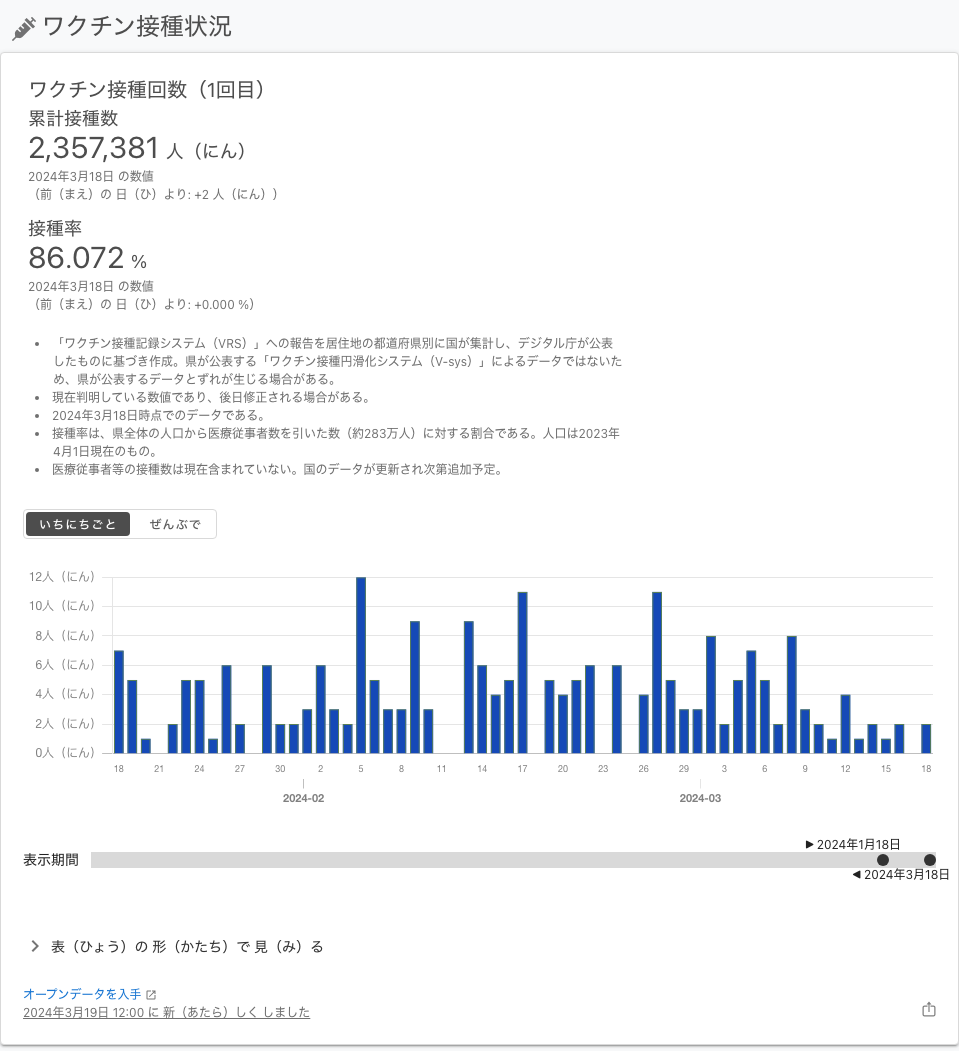 ワクチン接種状況
ワクチン接種回数（1回目）
累計接種数
2,357,381 人（にん）
2024年3月18日 の数値
（前（まえ）の 日（ひ）より: +2 人（にん））
接種率
86.072 %
2024年3月18日 の数値
（前（まえ）の 日（ひ）より: +0.000 %）
• 「ワクチン接種記録システム（VRS）」への報告を居住地の都道府県別に国が集計し、デジタル庁が公表
したものに基づき作成。県が公表する「ワクチン接種円滑化システム（V-sys）」によるデータではないた
め、県が公表するデータとずれが生じる場合がある。
• 現在判明している数値であり、後日修正される場合がある。
• 2024年3月18日時点でのデータである。
• 接種率は、県全体の人口から医療従事者数を引いた数（約283万人）に対する割合である。人口は2023年
4月1日現在のもの。
• 医療従事者等の接種数は現在含まれていない。国のデータが更新され次第追加予定。
いちにちごと ぜんぶで
12人（にん）
10人（にん）
8人（にん）
6人（にん）
4人（にん）
2人（にん）
0人（にん）
18 21 24 27 30 2 5 8 11 14 17 20 23 26 29 3 6 9 12 15 18
2024-02 2024-03
▶ 2024年1月18日
表示期間
◀ 2024年3月18日
表（ひょう）の 形（かたち）で 見（み）る
オープンデータを入手
2024年3月19日 12:00 に 新（あたら）しく しました